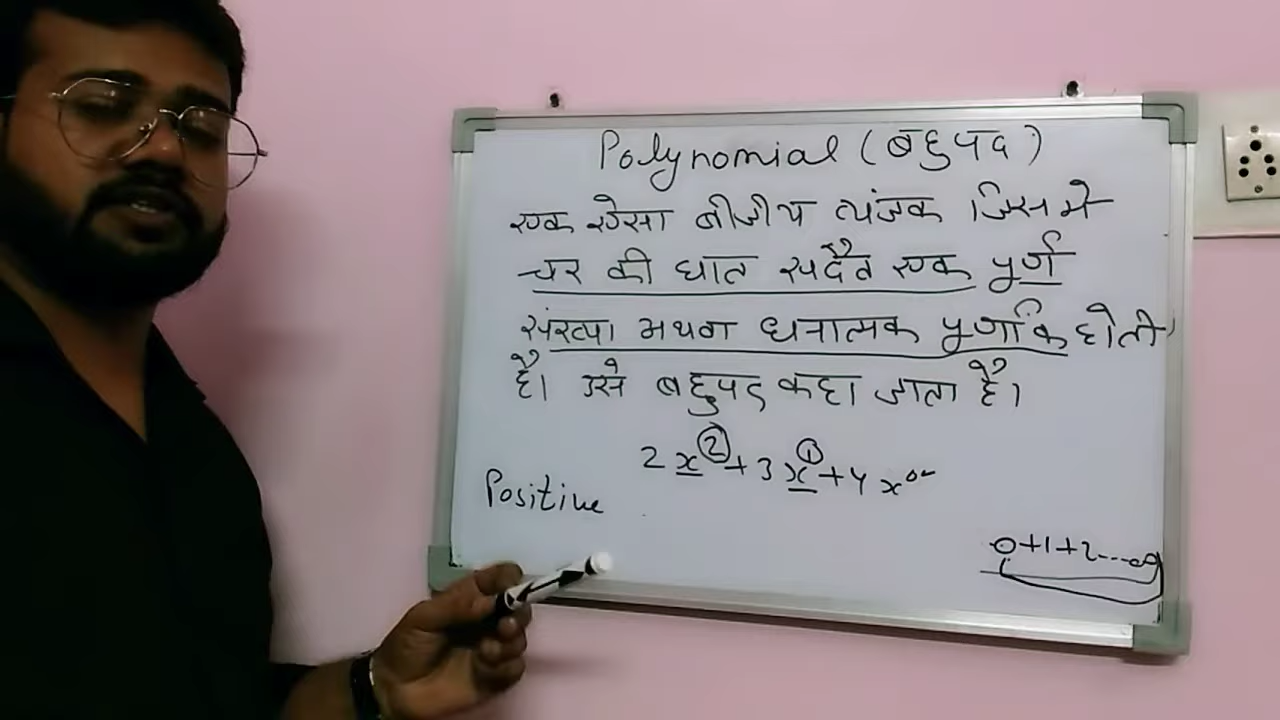 Polynomial (बहुपद)
एक ऐसा बीजीय व्यंजक जिसमे
चर की घात सदैव एक पूर्ण
संख्या अथवा धनात्मक पूर्णांक होती
है। उसे बहुपद कहा जाता है।
2x² + 3x¹ + 4x⁰
Positive
0+1+2---∞